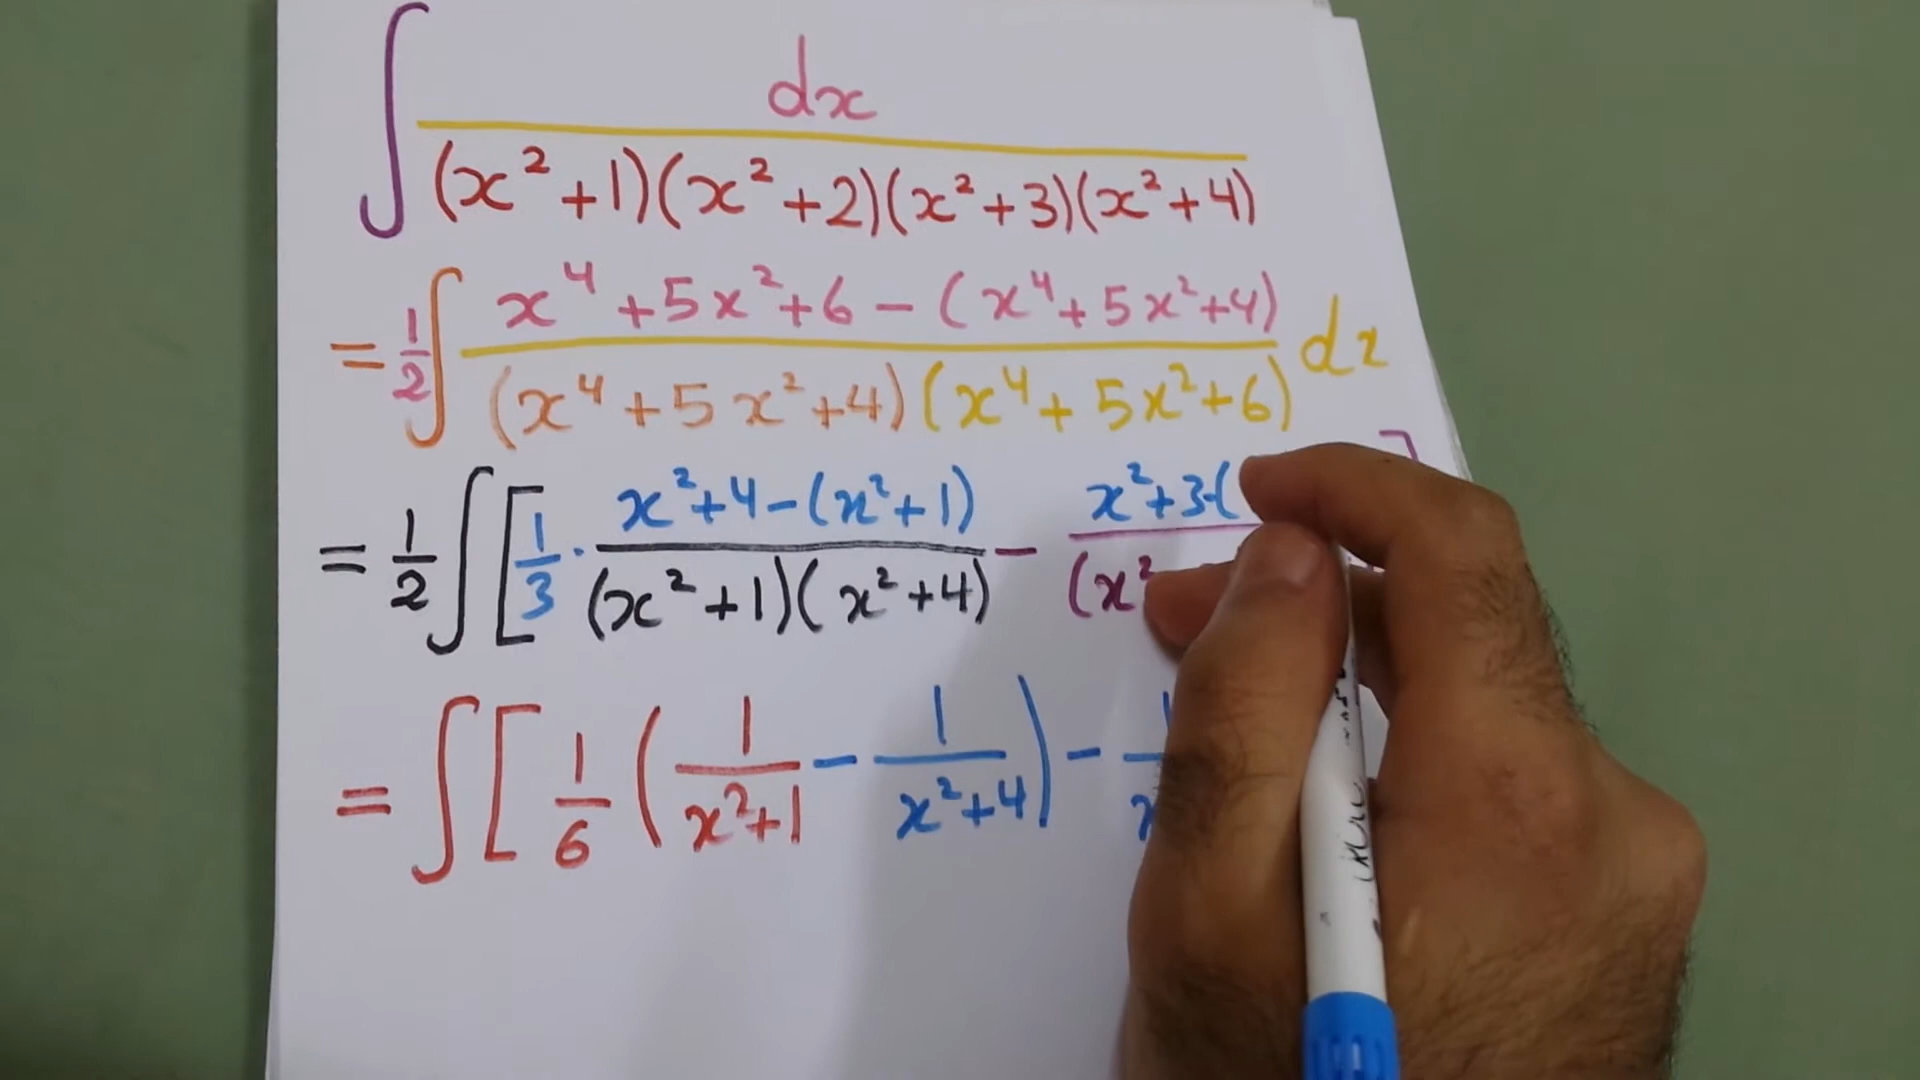 ∫ dx / (x² + 1)(x² + 2)(x² + 3)(x² + 4)
= 1/2 ∫ x⁴ + 5x² + 6 - (x⁴ + 5x² + 4) / (x⁴ + 5x² + 4)(x⁴ + 5x² + 6) dx
= 1/2 ∫ [ 1/3 · x² + 4 - (x² + 1) / (x² + 1)(x² + 4) - x² + 3 - ( / (x²
= ∫ [ 1/6 ( 1 / x² + 1 - 1 / x² + 4 ) -